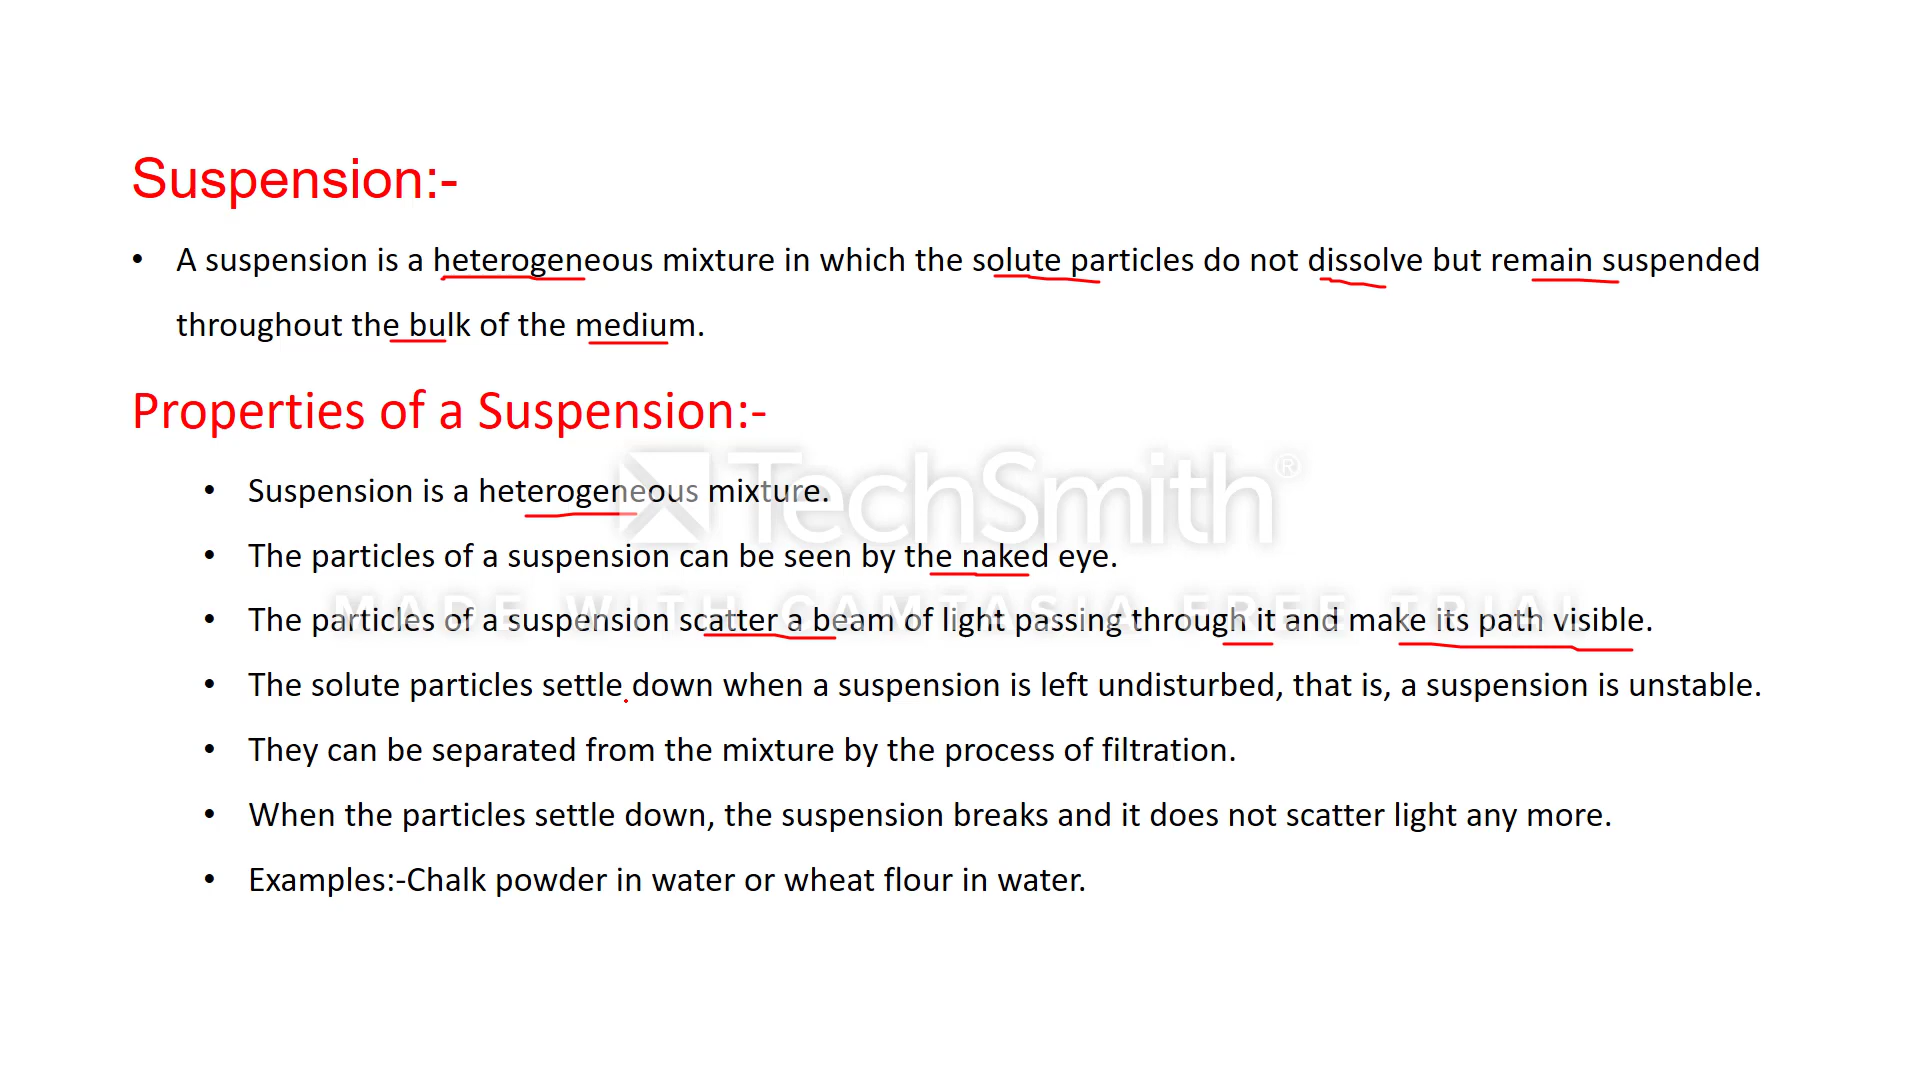 Suspension:-
• A suspension is a heterogeneous mixture in which the solute particles do not dissolve but remain suspended
throughout the bulk of the medium.
Properties of a Suspension:-
• Suspension is a heterogeneous mixture.
• The particles of a suspension can be seen by the naked eye.
• The particles of a suspension scatter a beam of light passing through it and make its path visible.
• The solute particles settle down when a suspension is left undisturbed, that is, a suspension is unstable.
• They can be separated from the mixture by the process of filtration.
• When the particles settle down, the suspension breaks and it does not scatter light any more.
• Examples:-Chalk powder in water or wheat flour in water.
TechSmith®
MADE WITH CAMTASIA FREE TRIAL